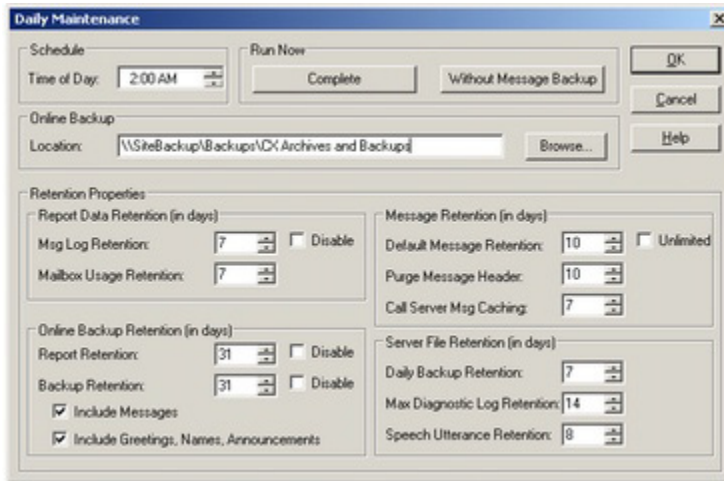 Daily Maintenance
Schedule
Time of Day: 2:00 AM
Run Now
Complete
Without Message Backup
OK
Cancel
Help
Online Backup
Location: \\SiteBackup\Backups\CX Archives and Backups
Browse...
Retention Properties
Report Data Retention (in days)
Msg Log Retention: 7 Disable
Mailbox Usage Retention: 7
Message Retention (in days)
Default Message Retention: 10 Unlimited
Purge Message Header: 10
Call Server Msg Caching: 7
Online Backup Retention (in days)
Report Retention: 31 Disable
Backup Retention: 31 Disable
Include Messages
Include Greetings, Names, Announcements
Server File Retention (in days)
Daily Backup Retention: 7
Max Diagnostic Log Retention: 14
Speech Utterance Retention: 8